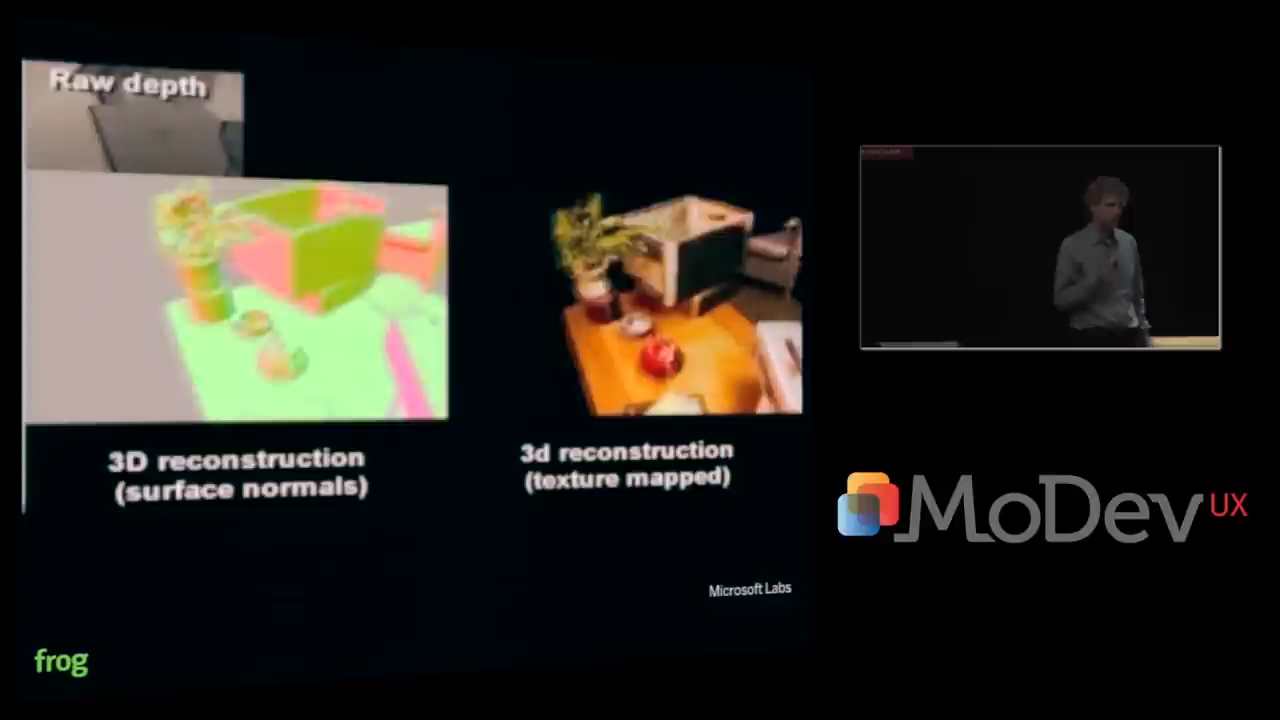 Raw depth
3D reconstruction
(surface normals)
3d reconstruction
(texture mapped)
Microsoft Labs
frog
MoDev UX